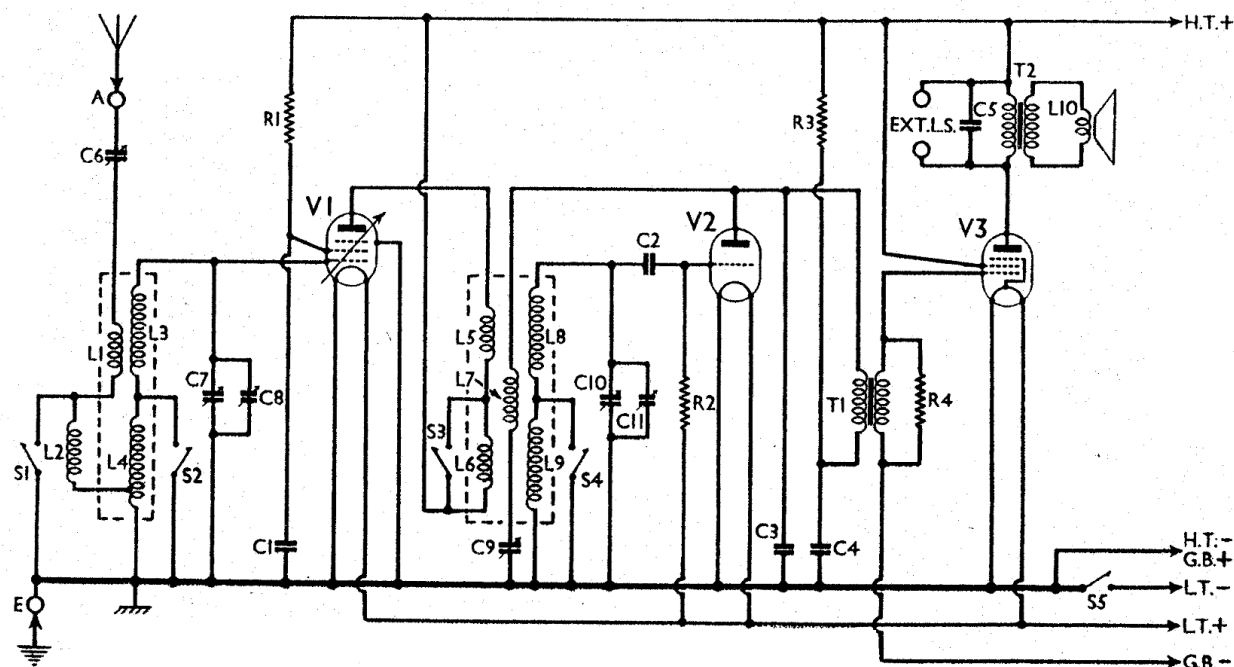 H.T.+
T2
A
R1
R3
EXT.L.S.
C5
L10
C6
V1
V2
V3
C2
L1
L3
L5
L8
L7
C7
C8
C10
C11
R2
T1
R4
S1
L2
L4
S2
S3
L6
L9
S4
C1
C9
C3
C4
H.T.-
G.B.+
S5
L.T.-
E
L.T.+
G.B-